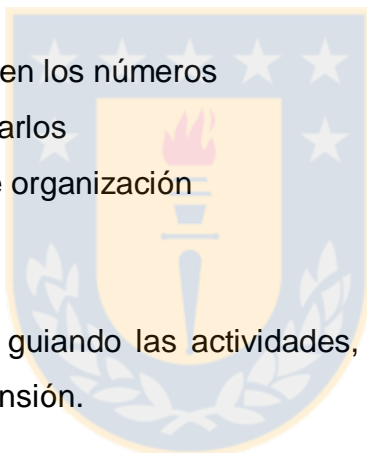 en los números
arlos
organización
guiando las actividades,
nsión.